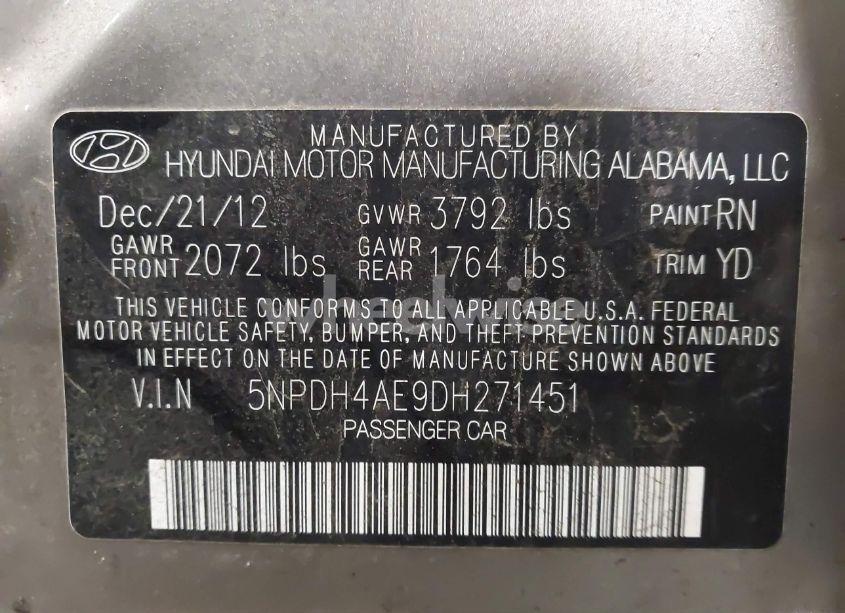 MANUFACTURED BY
HYUNDAI MOTOR MANUFACTURING ALABAMA, LLC
Dec/21/12 GVWR 3792 lbs PAINT RN
GAWR FRONT 2072 lbs GAWR REAR 1764 lbs TRIM YD
THIS VEHICLE CONFORMS TO ALL APPLICABLE U.S.A. FEDERAL
MOTOR VEHICLE SAFETY, BUMPER, AND THEFT PREVENTION STANDARDS
IN EFFECT ON THE DATE OF MANUFACTURE SHOWN ABOVE
V.I.N 5NPDH4AE9DH271451
PASSENGER CAR